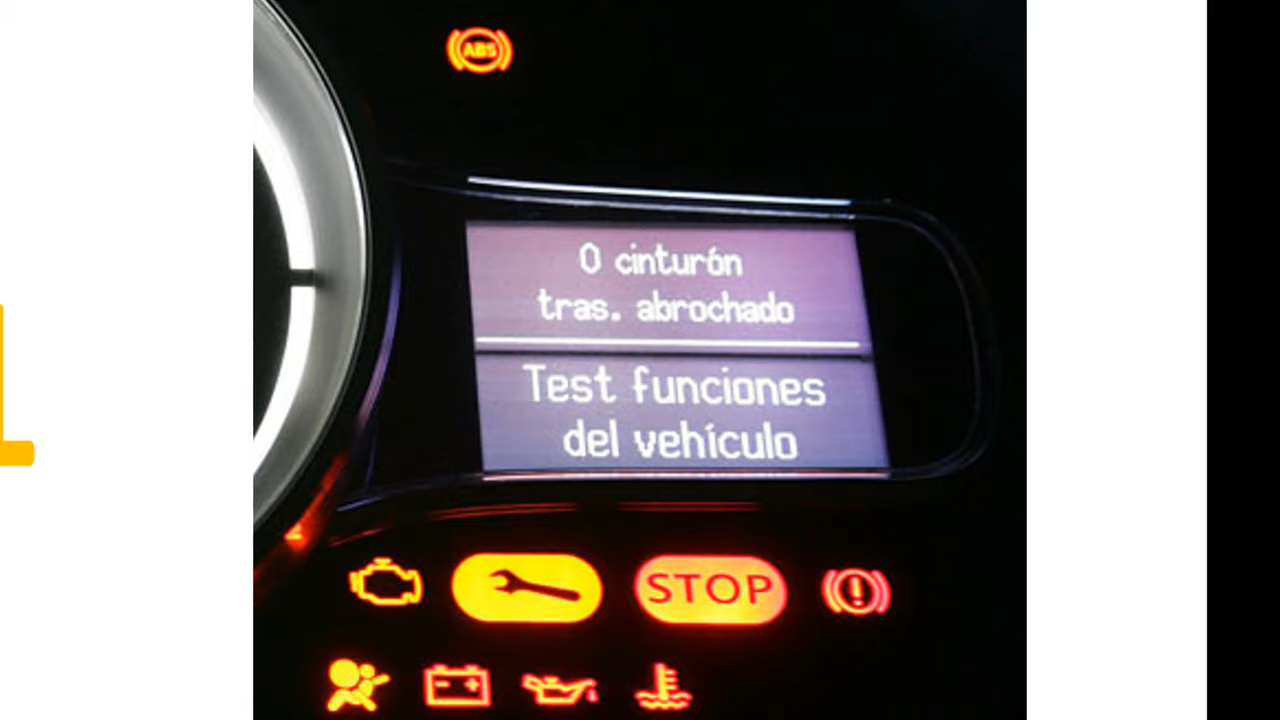 ABS
0 cinturón
tras. abrochado
Test funciones
del vehículo
STOP